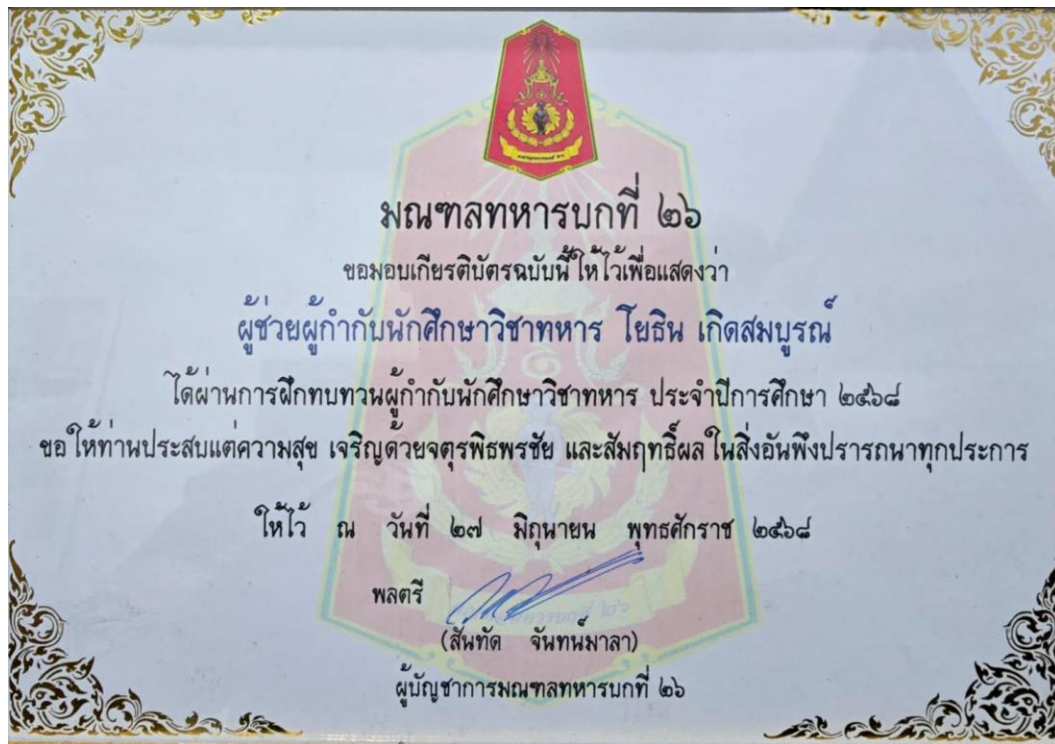 มณฑลทหารบกที่ ๒๖
ขอมอบเกียรติบัตรฉบับนี้ให้ไว้เพื่อแสดงว่า
ผู้ช่วยผู้กำกับนักศึกษาวิชาทหาร โยธิน เกิดสมบูรณ์
ได้ผ่านการฝึกทบทวนผู้กำกับนักศึกษาวิชาทหาร ประจำปีการศึกษา ๒๕๖๘
ขอให้ท่านประสบแต่ความสุข เจริญด้วยจตุรพิธพรชัย และสัมฤทธิ์ผลในสิ่งอันพึงปรารถนาทุกประการ
ให้ไว้ ณ วันที่ ๒๗ มิถุนายน พุทธศักราช ๒๕๖๘
พลตรี
(สันทัด จันทน์มาลา)
ผู้บัญชาการมณฑลทหารบกที่ ๒๖